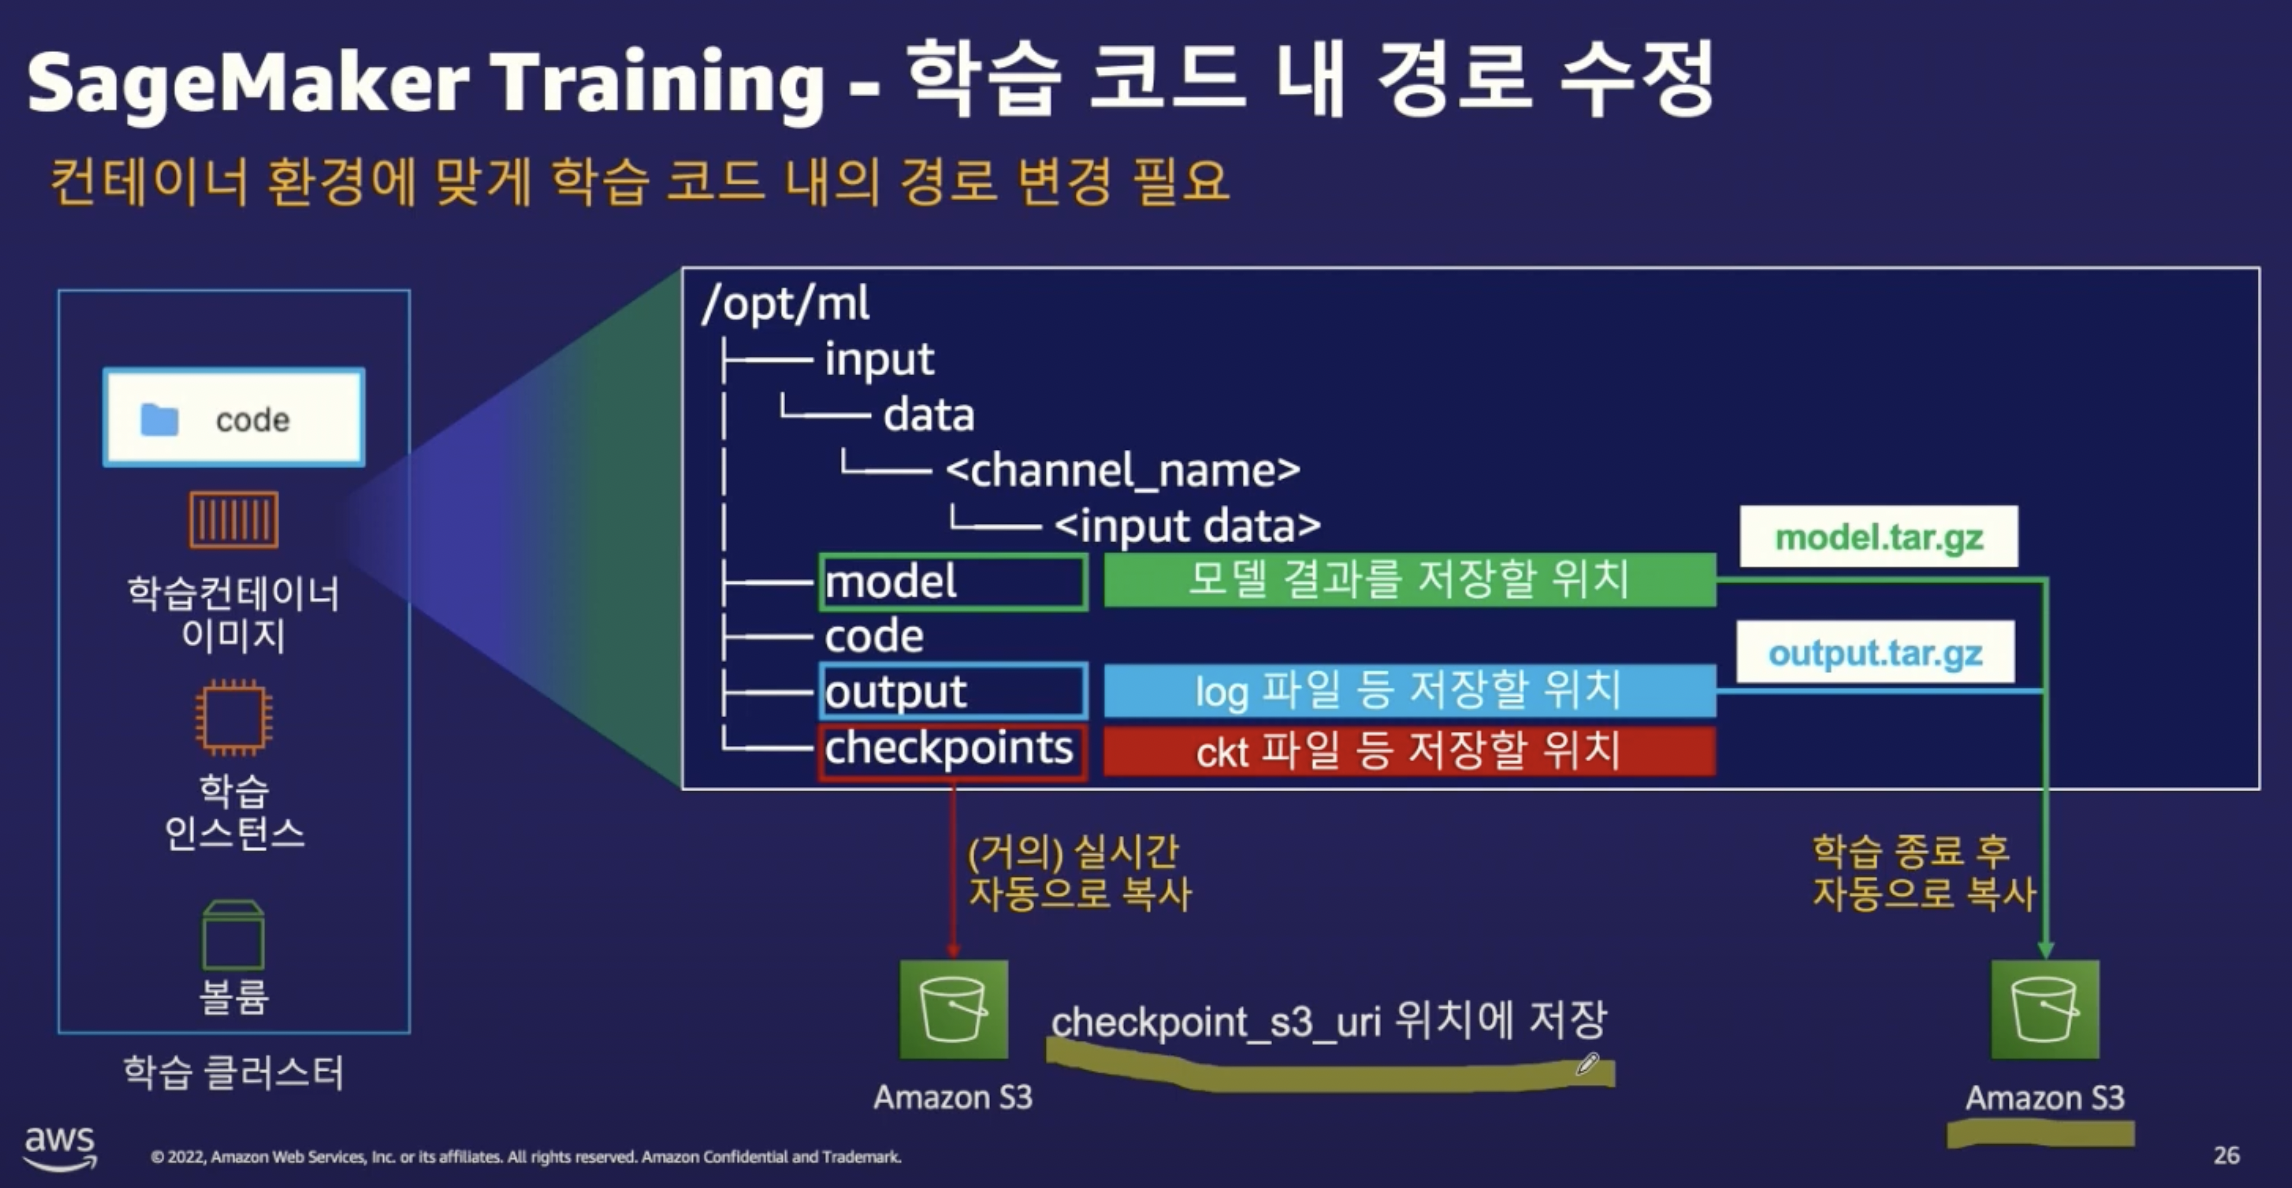 SageMaker Training - 학습 코드 내 경로 수정
컨테이너 환경에 맞게 학습 코드 내의 경로 변경 필요
code
학습컨테이너
이미지
학습
인스턴스
볼륨
학습 클러스터
/opt/ml
input
data
<channel_name>
<input data>
model
모델 결과를 저장할 위치
model.tar.gz
code
output
log 파일 등 저장할 위치
output.tar.gz
checkpoints
ckt 파일 등 저장할 위치
(거의) 실시간
자동으로 복사
학습 종료 후
자동으로 복사
checkpoint_s3_uri 위치에 저장
Amazon S3
Amazon S3
aws
© 2022, Amazon Web Services, Inc. or its affiliates. All rights reserved. Amazon Confidential and Trademark.
26